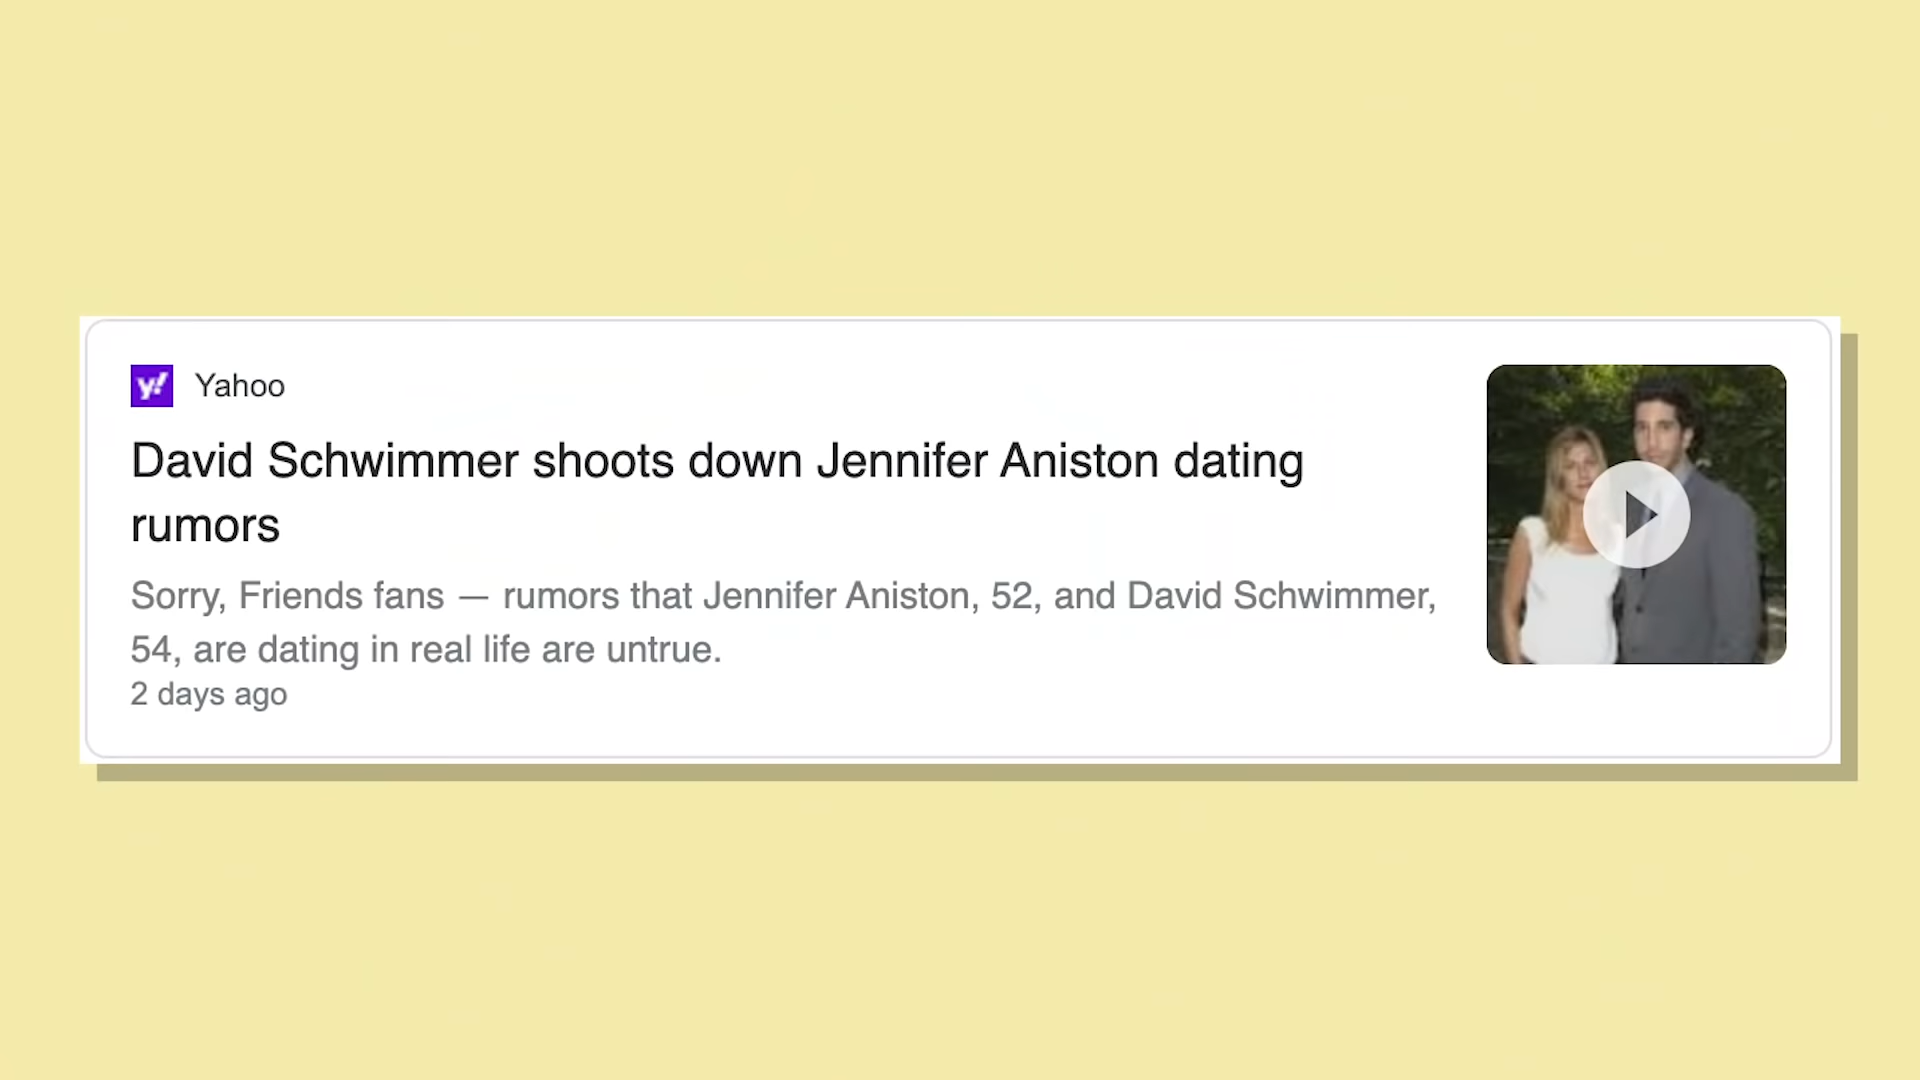 y!
Yahoo
David Schwimmer shoots down Jennifer Aniston dating
rumors
Sorry, Friends fans — rumors that Jennifer Aniston, 52, and David Schwimmer,
54, are dating in real life are untrue.
2 days ago